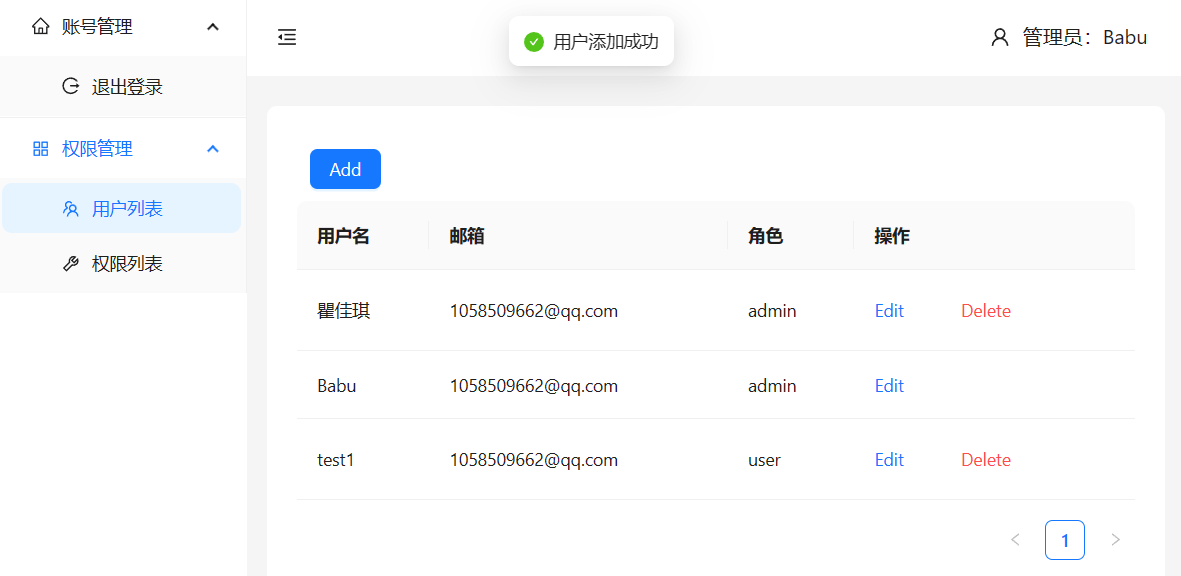 账号管理
退出登录
权限管理
用户列表
权限列表
用户添加成功
管理员：Babu
Add
用户名 邮箱 角色 操作
瞿佳琪 1058509662@qq.com admin Edit Delete
Babu 1058509662@qq.com admin Edit
test1 1058509662@qq.com user Edit Delete
1